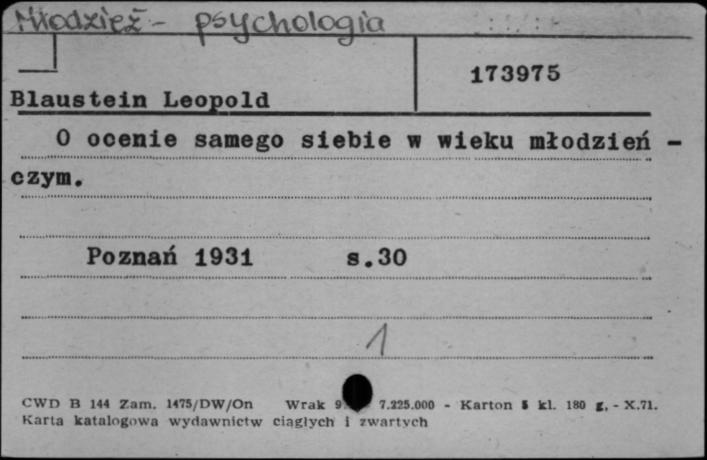 Młodzież - psychologia
173975
Blaustein Leopold
O ocenie samego siebie w wieku młodzień -
czym.
Poznań 1931 s.30
1
CWD B 144 Zam. 1475/DW/On Wrak 9 7.225.000 - Karton kl. 180 g, - X.71.
Karta katalogowa wydawnictw ciągłych i zwartych